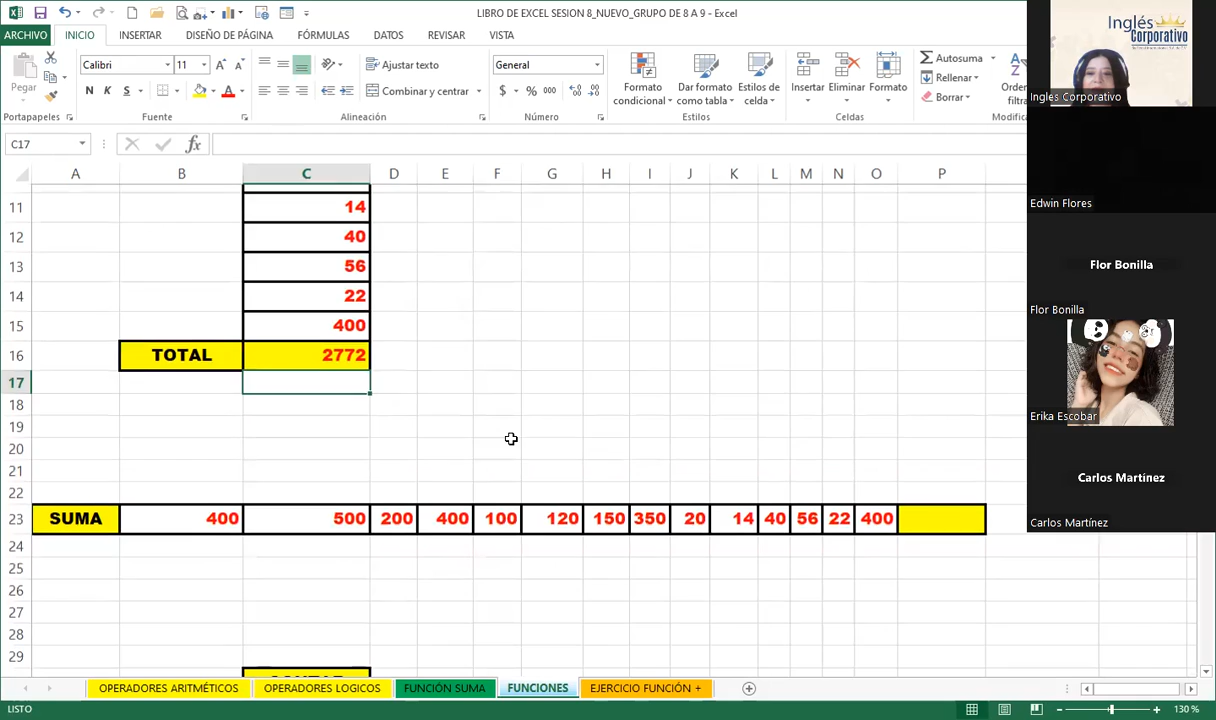 LIBRO DE EXCEL SESION 8_NUEVO_GRUPO DE 8 A 9 - Excel
ARCHIVO INICIO INSERTAR DISEÑO DE PÁGINA FÓRMULAS DATOS REVISAR VISTA
Pegar
Calibri 11
N K S
Ajustar texto
Combinar y centrar
General
$ % 000
Formato condicional
Dar formato como tabla
Estilos de celda
Insertar Eliminar Formato
Autosuma
Rellenar
Borrar
Portapapeles Fuente Alineación Número Estilos Celdas
C17
fx
A B C D E F G H I J K L M N O P
11 14
12 40
13 56
14 22
15 400
16 TOTAL 2772
17
18
19
20
21
22
23 SUMA 400 500 200 400 100 120 150 350 20 14 40 56 22 400
24
25
26
27
28
29
OPERADORES ARITMÉTICOS OPERADORES LOGICOS FUNCIÓN SUMA FUNCIONES EJERCICIO FUNCIÓN +
LISTO
130 %
Inglés
Corporativo
Ingles Corporativo
Edwin Flores
Flor Bonilla
Flor Bonilla
Erika Escobar
Carlos Martínez
Carlos Martínez